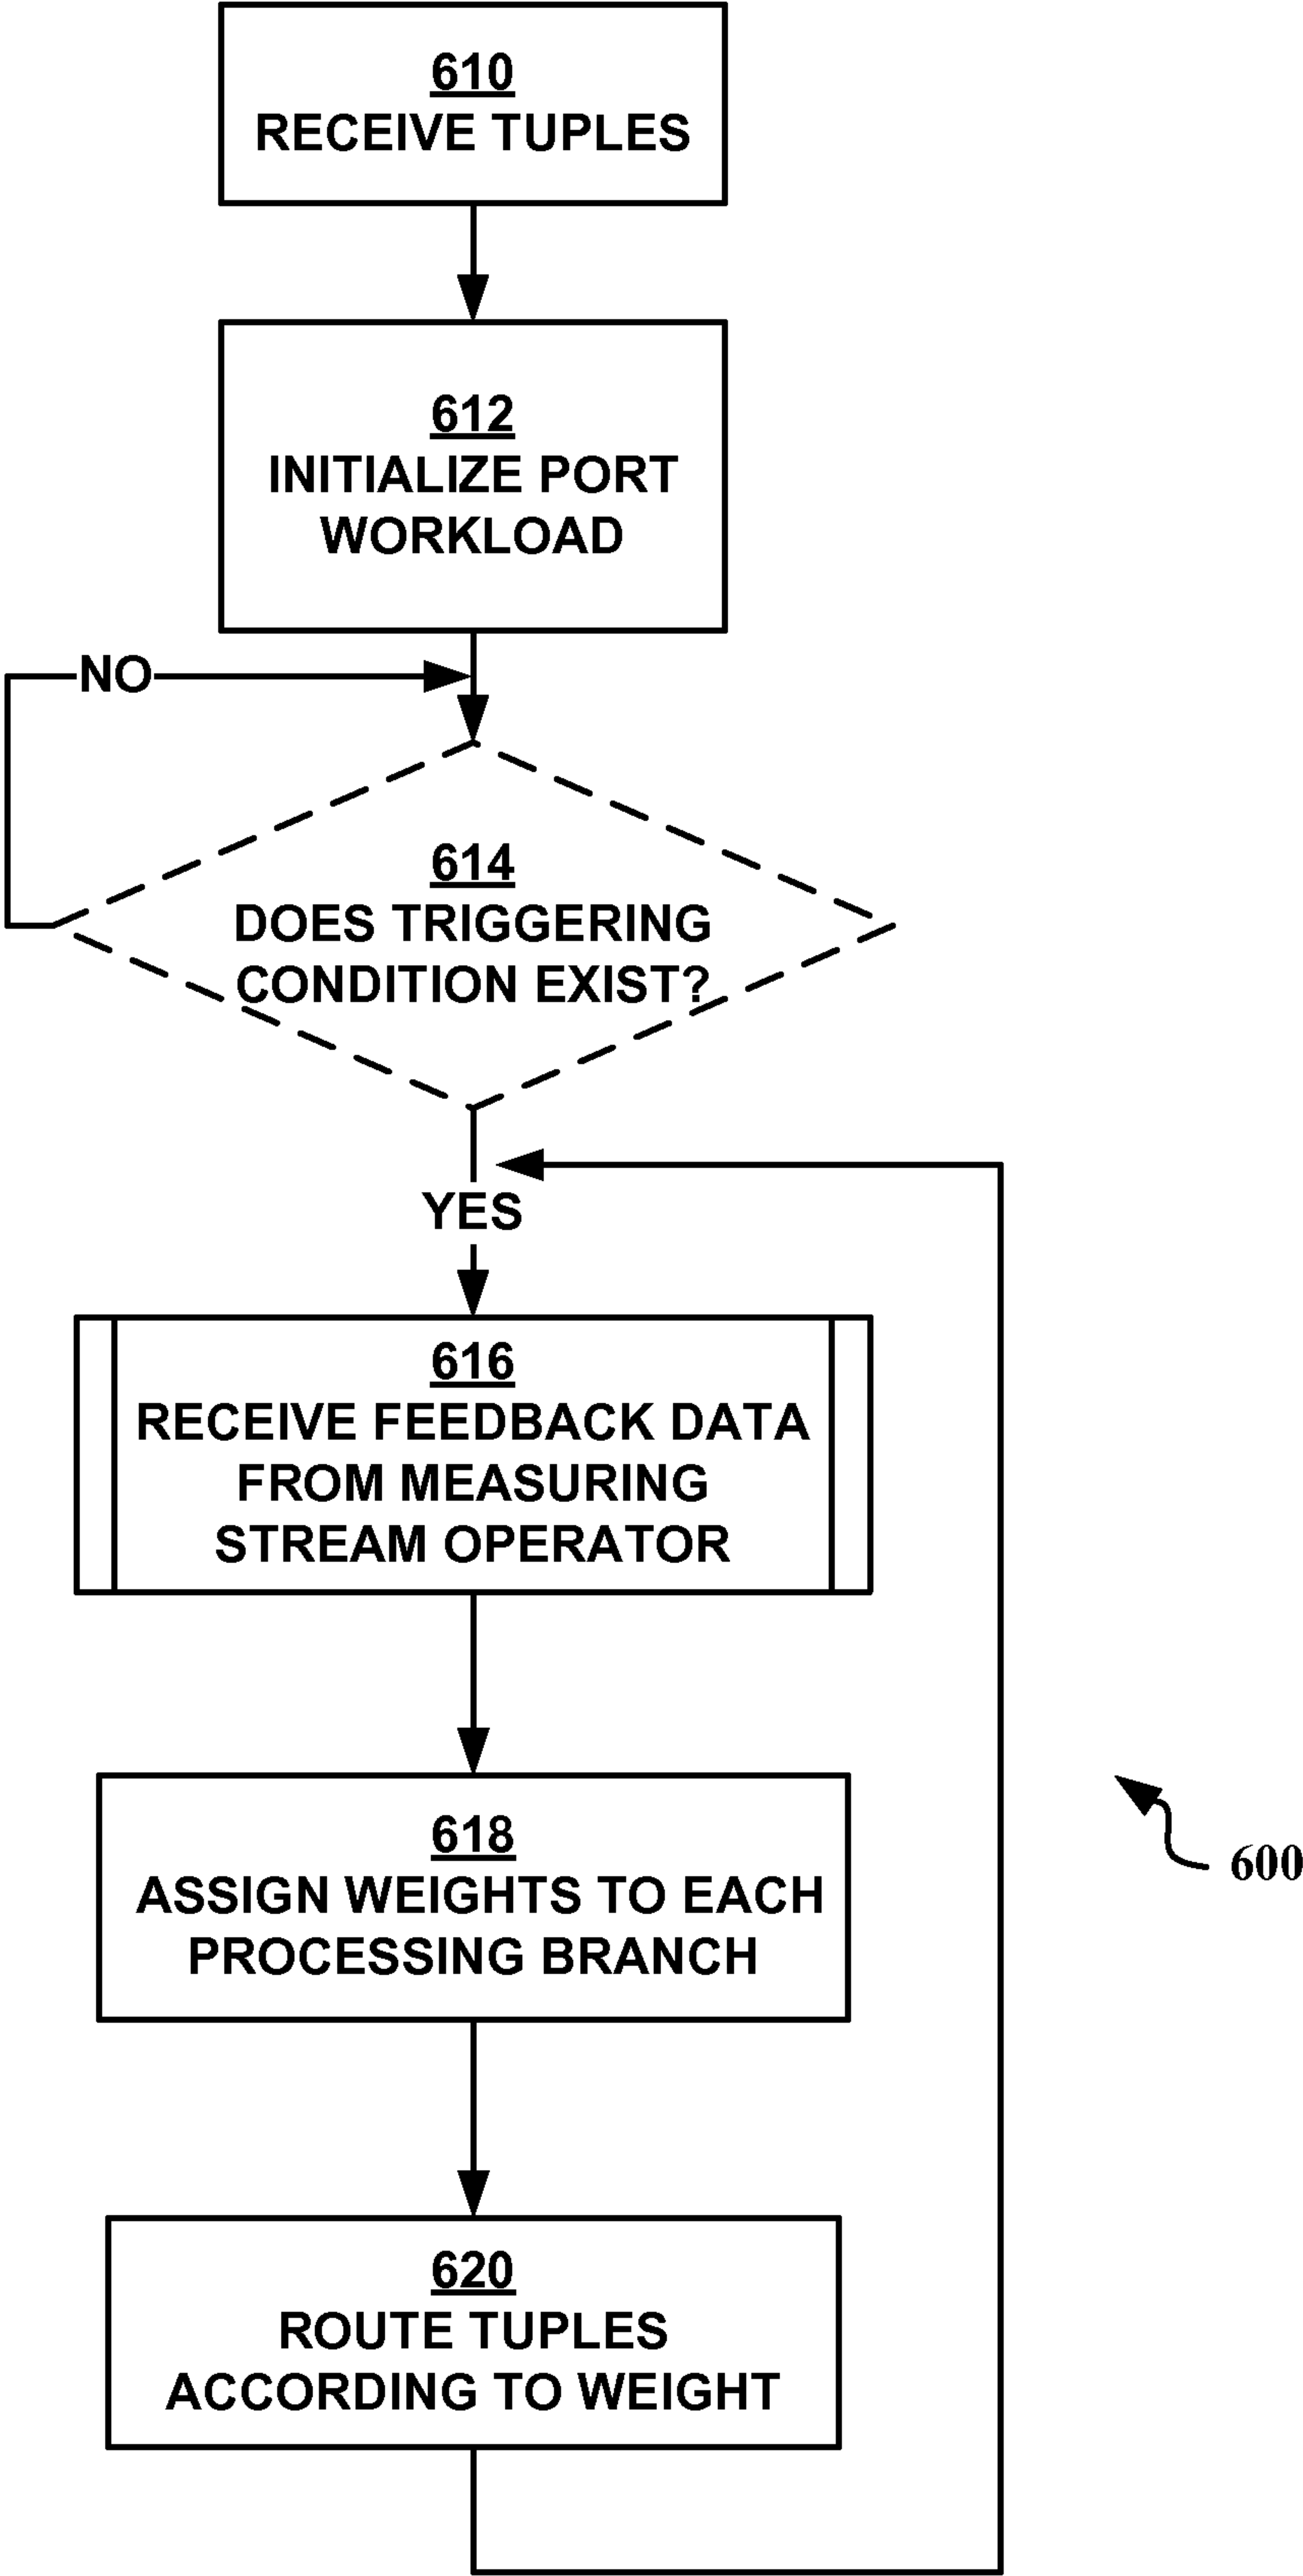 610
RECEIVE TUPLES
612
INITIALIZE PORT
WORKLOAD
NO
614
DOES TRIGGERING
CONDITION EXIST?
YES
616
RECEIVE FEEDBACK DATA
FROM MEASURING
STREAM OPERATOR
618
ASSIGN WEIGHTS TO EACH
PROCESSING BRANCH
600
620
ROUTE TUPLES
ACCORDING TO WEIGHT